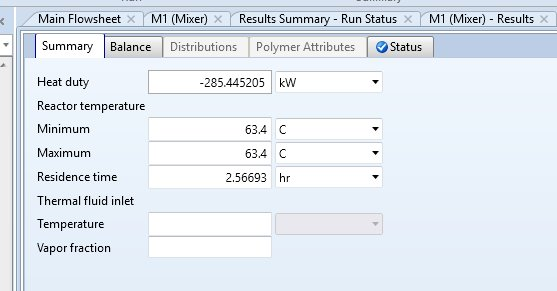 Main Flowsheet × M1 (Mixer) × Results Summary - Run Status × M1 (Mixer) - Results ×
Summary Balance Distributions Polymer Attributes Status
Heat duty -285.445205 kW
Reactor temperature
Minimum 63.4 C
Maximum 63.4 C
Residence time 2.56693 hr
Thermal fluid inlet
Temperature
Vapor fraction